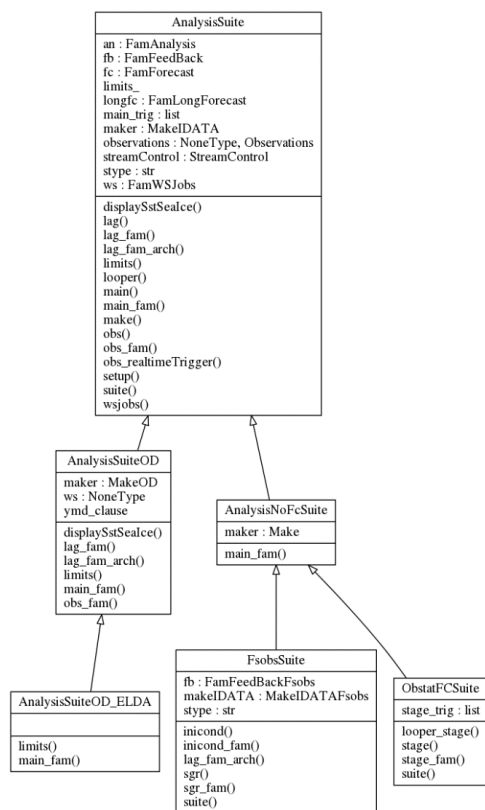 AnalysisSuite
an : FamAnalysis
fb : FamFeedBack
fc : FamForecast
limits_
longfc : FamLongForecast
main_trig : list
maker : MakeIDATA
observations : NoneType, Observations
streamControl : StreamControl
stype : str
ws : FamWSJobs
displaySstSeaIce()
lag()
lag_fam()
lag_fam_arch()
limits()
looper()
main()
main_fam()
make()
obs()
obs_fam()
obs_realtimeTrigger()
setup()
suite()
wsjobs()
AnalysisSuiteOD
maker : MakeOD
ws : NoneType
ymd_clause
displaySstSeaIce()
lag_fam()
lag_fam_arch()
limits()
main_fam()
obs_fam()
AnalysisNoFcSuite
maker : Make
main_fam()
AnalysisSuiteOD_ELDA
limits()
main_fam()
FsobsSuite
fb : FamFeedBackFsobs
makeIDATA : MakeIDATAFsobs
stype : str
inicond()
inicond_fam()
lag_fam_arch()
sgr()
sgr_fam()
suite()
ObstatFCSuite
stage_trig : list
looper_stage()
stage()
stage_fam()
suite()